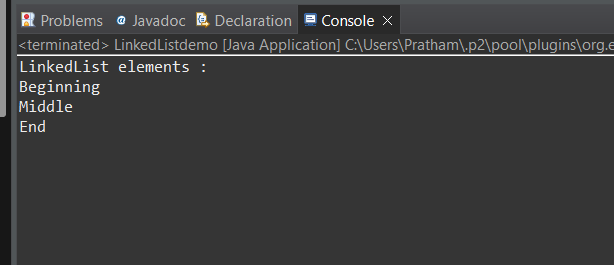 Problems @ Javadoc Declaration Console
<terminated> LinkedListdemo [Java Application] C:\Users\Pratham\.p2\pool\plugins\org.e
LinkedList elements :
Beginning
Middle
End